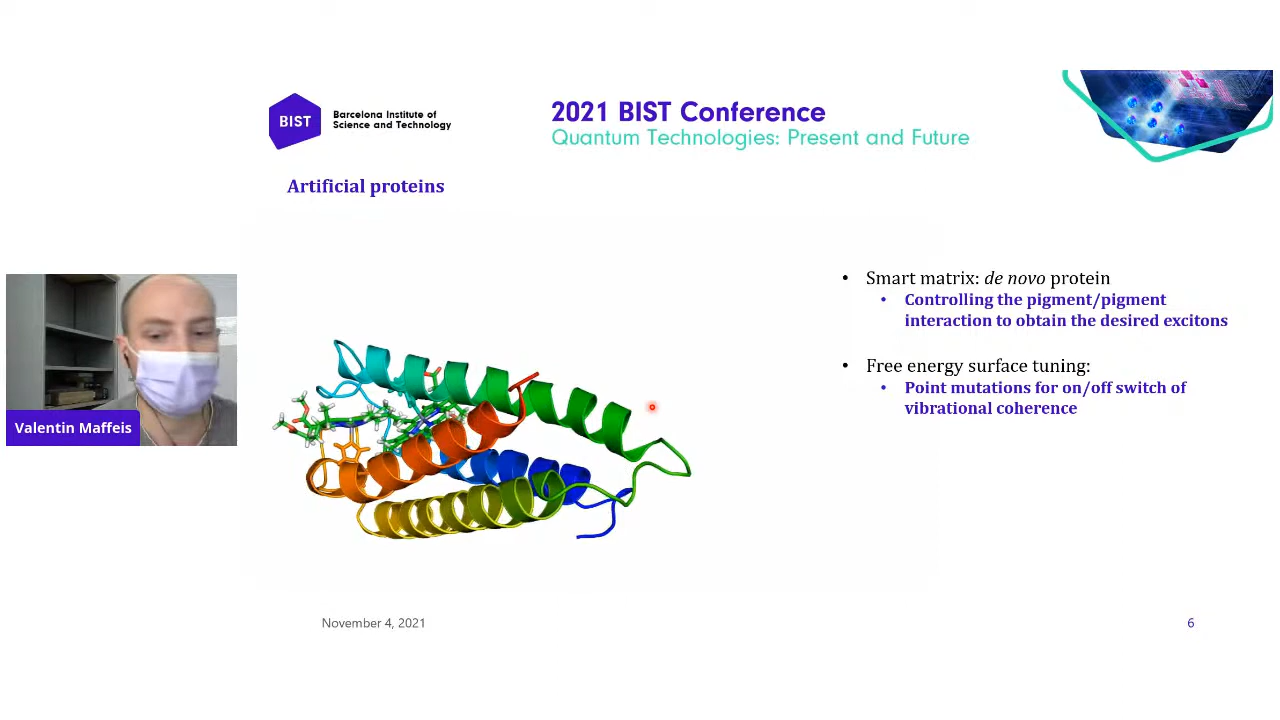 BIST
Barcelona Institute of
Science and Technology
2021 BIST Conference
Quantum Technologies: Present and Future
Artificial proteins
• Smart matrix: de novo protein
• Controlling the pigment/pigment
interaction to obtain the desired excitons
• Free energy surface tuning:
• Point mutations for on/off switch of
vibrational coherence
Valentin Maffeis
November 4, 2021
6